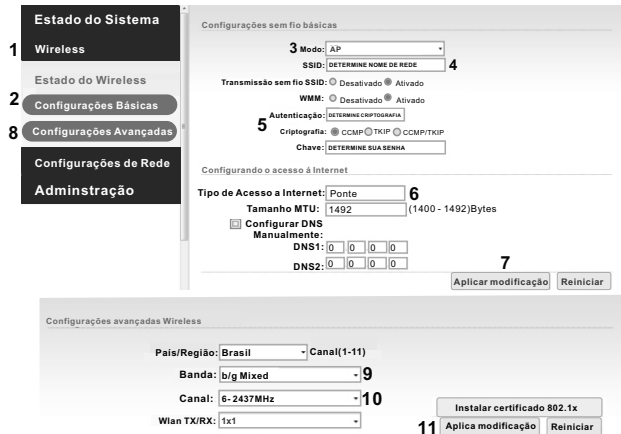 Estado do Sistema
1 Wireless
Estado do Wireless
2 Configurações Básicas
8 Configurações Avançadas
Configurações de Rede
Adminstração
Configurações sem fio básicas
3 Modo: AP
SSID: DETERMINE NOME DE REDE 4
Transmissão sem fio SSID: Desativado Ativado
WMM: Desativado Ativado
Autenticação: DETERMINE CRIPTOGRAFIA
5
Criptografia: CCMP TKIP CCMP/TKIP
Chave: DETERMINE SUA SENHA
Configurando o acesso á Internet
Tipo de Acesso a Internet: Ponte 6
Tamanho MTU: 1492 (1400 - 1492)Bytes
Configurar DNS
Manualmente:
DNS1: 0 0 0 0
DNS2: 0 0 0 0
7
Aplicar modificação Reiniciar
Configurações avançadas Wireless
País/Região: Brasil Canal(1-11)
Banda: b/g Mixed 9
Canal: 6- 2437MHz 10
Wlan TX/RX: 1x1
Instalar certificado 802.1x
11 Aplica modificação Reiniciar